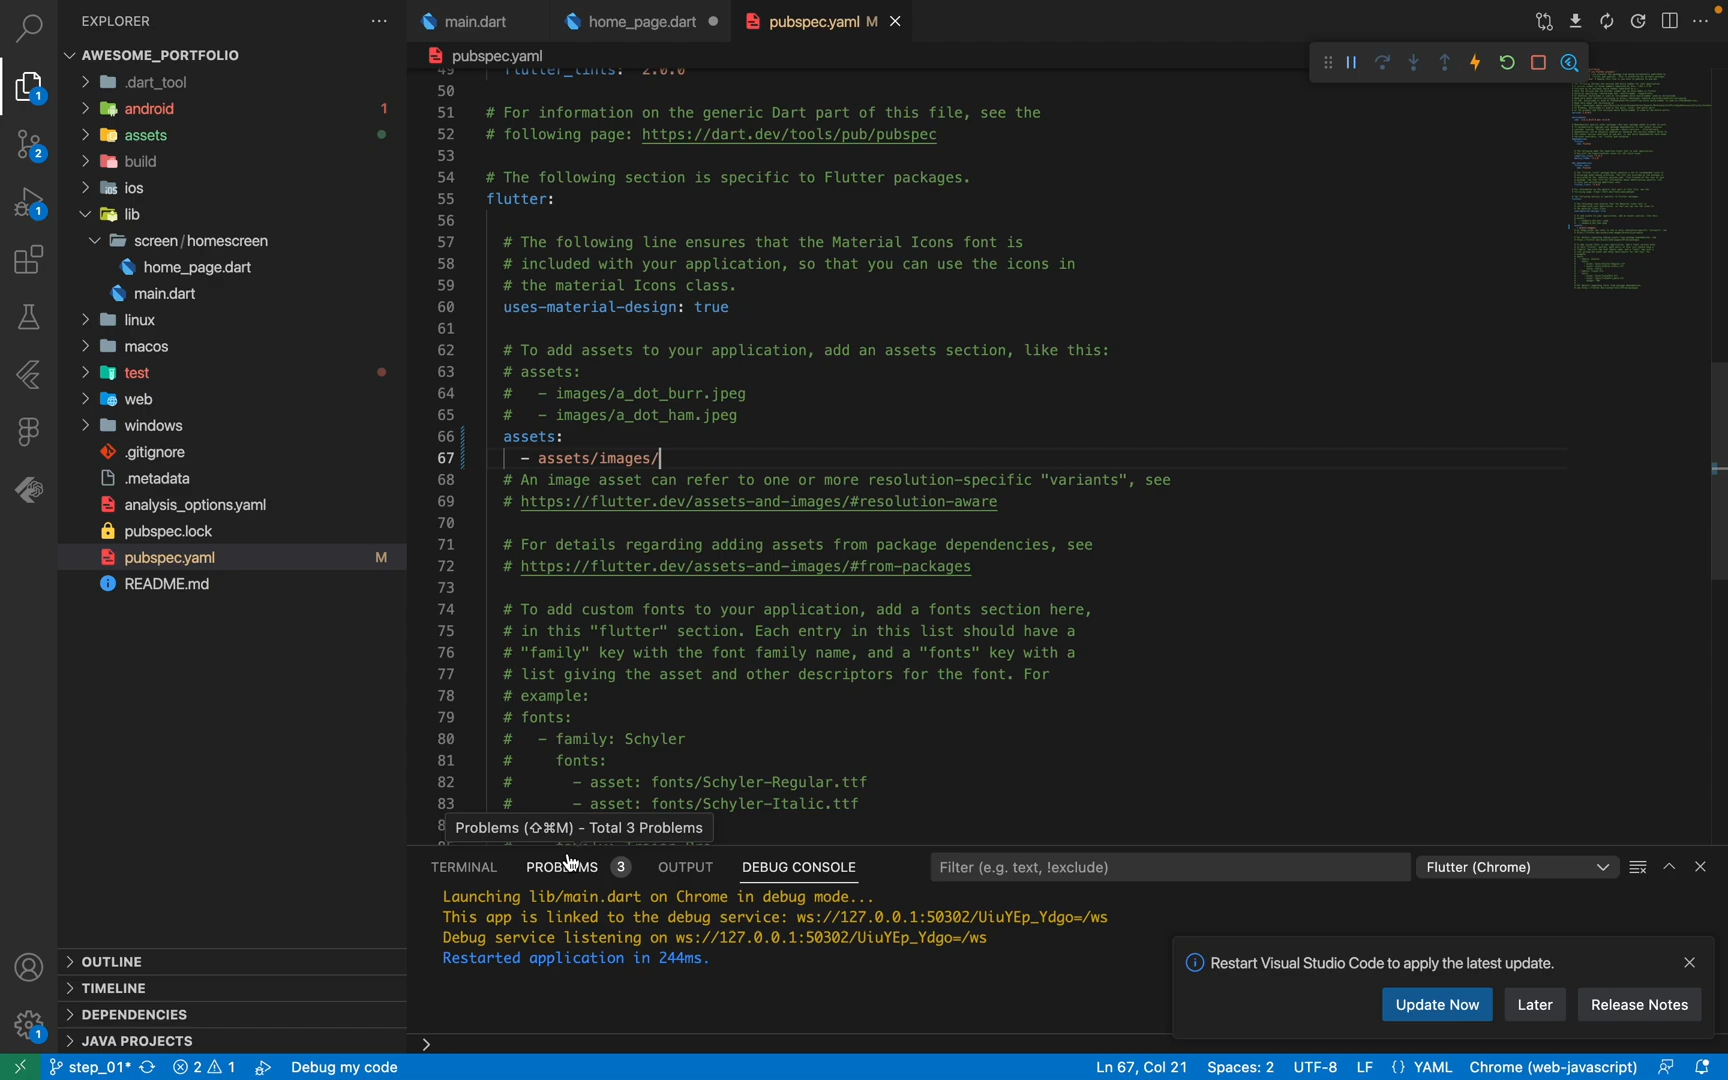 EXPLORER
main.dart
home_page.dart
pubspec.yaml M
AWESOME_PORTFOLIO
.dart_tool
android 1
assets
build
ios
lib
screen / homescreen
home_page.dart
main.dart
linux
macos
test
web
windows
.gitignore
.metadata
analysis_options.yaml
pubspec.lock
pubspec.yaml M
README.md
OUTLINE
TIMELINE
DEPENDENCIES
JAVA PROJECTS
1
2
1
1
pubspec.yaml
49 flutter_lints: ^2.0.0
50
51 # For information on the generic Dart part of this file, see the
52 # following page: https://dart.dev/tools/pub/pubspec
53
54 # The following section is specific to Flutter packages.
55 flutter:
56
57 # The following line ensures that the Material Icons font is
58 # included with your application, so that you can use the icons in
59 # the material Icons class.
60 uses-material-design: true
61
62 # To add assets to your application, add an assets section, like this:
63 # assets:
64 #   - images/a_dot_burr.jpeg
65 #   - images/a_dot_ham.jpeg
66 assets:
67 - assets/images/
68 # An image asset can refer to one or more resolution-specific "variants", see
69 # https://flutter.dev/assets-and-images/#resolution-aware
70
71 # For details regarding adding assets from package dependencies, see
72 # https://flutter.dev/assets-and-images/#from-packages
73
74 # To add custom fonts to your application, add a fonts section here,
75 # in this "flutter" section. Each entry in this list should have a
76 # "family" key with the font family name, and a "fonts" key with a
77 # list giving the asset and other descriptors for the font. For
78 # example:
79 # fonts:
80 #   - family: Schyler
81 #     fonts:
82 #       - asset: fonts/Schyler-Regular.ttf
83 #       - asset: fonts/Schyler-Italic.ttf
Problems (⇧⌘M) - Total 3 Problems
TERMINAL PROBLEMS 3 OUTPUT DEBUG CONSOLE Filter (e.g. text, !exclude) Flutter (Chrome)
Launching lib/main.dart on Chrome in debug mode...
This app is linked to the debug service: ws://127.0.0.1:50302/UiuYEp_Ydgo=/ws
Debug service listening on ws://127.0.0.1:50302/UiuYEp_Ydgo=/ws
Restarted application in 244ms.
Restart Visual Studio Code to apply the latest update.
Update Now Later Release Notes
step_01* 2 1 Debug my code Ln 67, Col 21 Spaces: 2 UTF-8 LF {} YAML Chrome (web-javascript)